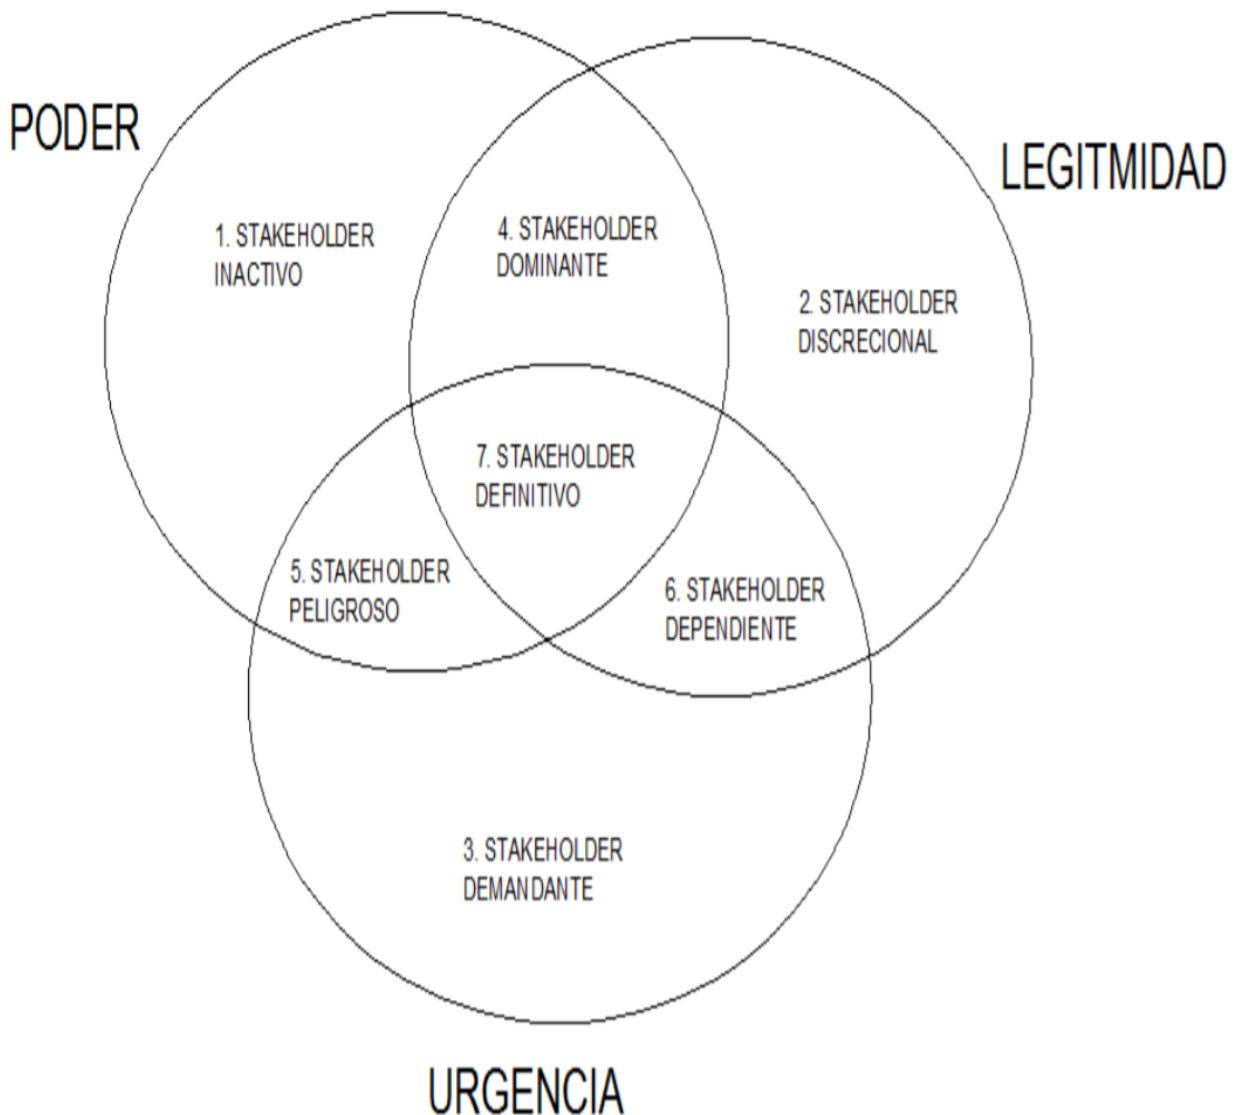 PODER
LEGITMIDAD
1. STAKEHOLDER
INACTIVO
4. STAKEHOLDER
DOMINANTE
2. STAKEHOLDER
DISCRECIONAL
7. STAKEHOLDER
DEFINITIVO
5. STAKEHOLDER
PELIGROSO
6. STAKEHOLDER
DEPENDIENTE
3. STAKEHOLDER
DEMANDANTE
URGENCIA